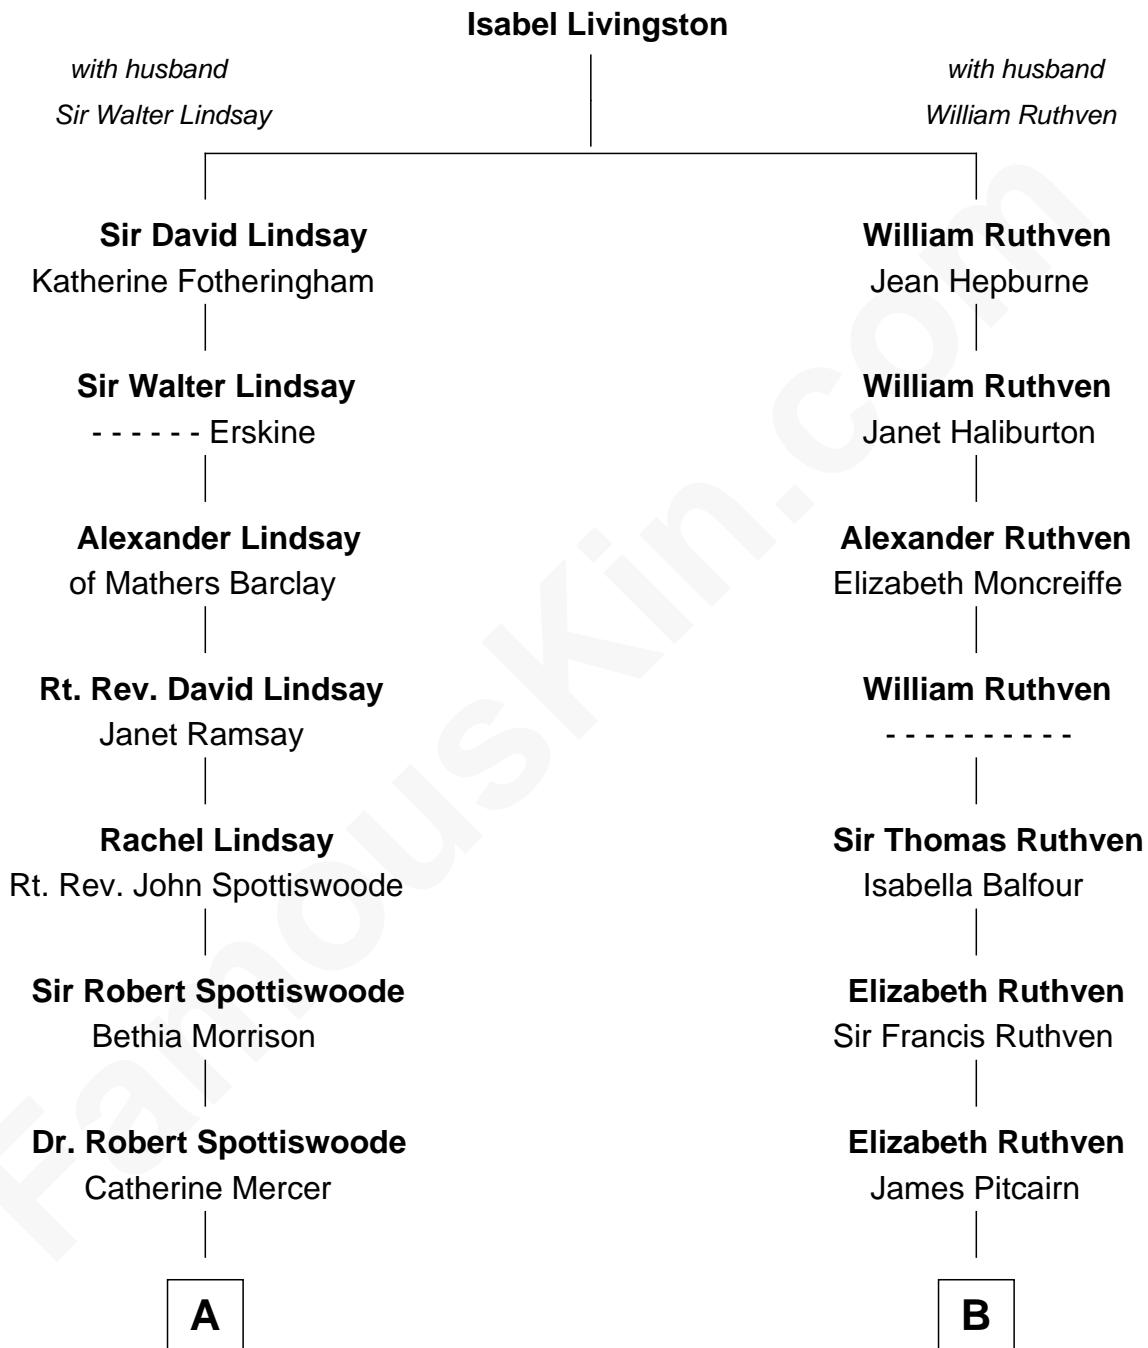 Isabel Livingston
with husband
Sir Walter Lindsay
with husband
William Ruthven
Sir David Lindsay
Katherine Fotheringham
William Ruthven
Jean Hepburne
Sir Walter Lindsay
- - - - - - Erskine
William Ruthven
Janet Haliburton
Alexander Lindsay
of Mathers Barclay
Alexander Ruthven
Elizabeth Moncreiffe
Rt. Rev. David Lindsay
Janet Ramsay
William Ruthven
- - - - - - - - - -
Rachel Lindsay
Rt. Rev. John Spottiswoode
Sir Thomas Ruthven
Isabella Balfour
Sir Robert Spottiswoode
Bethia Morrison
Elizabeth Ruthven
Sir Francis Ruthven
Dr. Robert Spottiswoode
Catherine Mercer
Elizabeth Ruthven
James Pitcairn
A
B
FamousKin.com